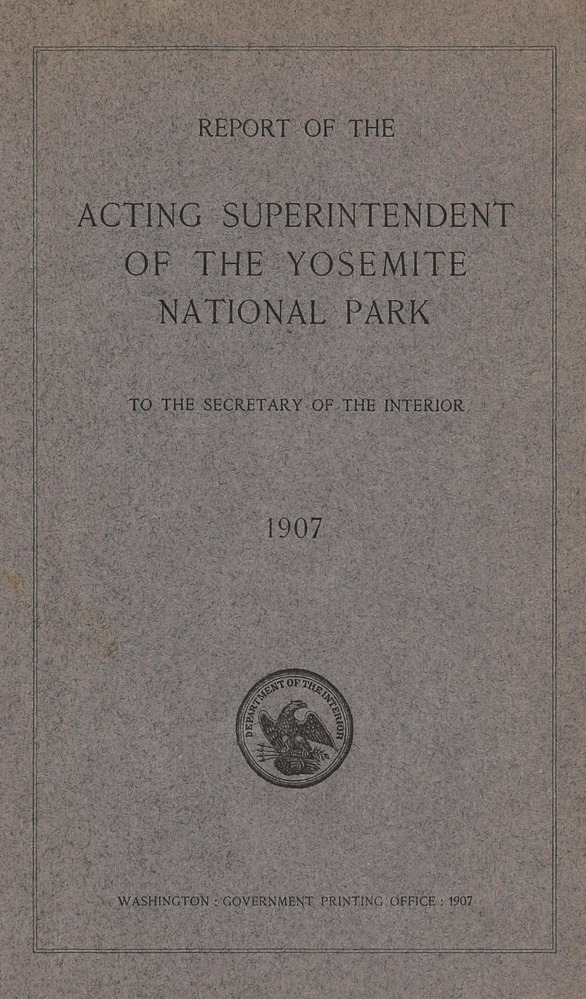 REPORT OF THE
ACTING SUPERINTENDENT
OF THE YOSEMITE
NATIONAL PARK
TO THE SECRETARY OF THE INTERIOR
1907
DEPARTMENT OF THE INTERIOR
WASHINGTON : GOVERNMENT PRINTING OFFICE : 1907